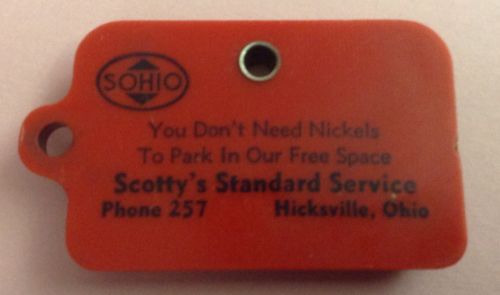 SOHIO
You Don't Need Nickels
To Park In Our Free Space
Scotty's Standard Service
Phone 257 Hicksville, Ohio